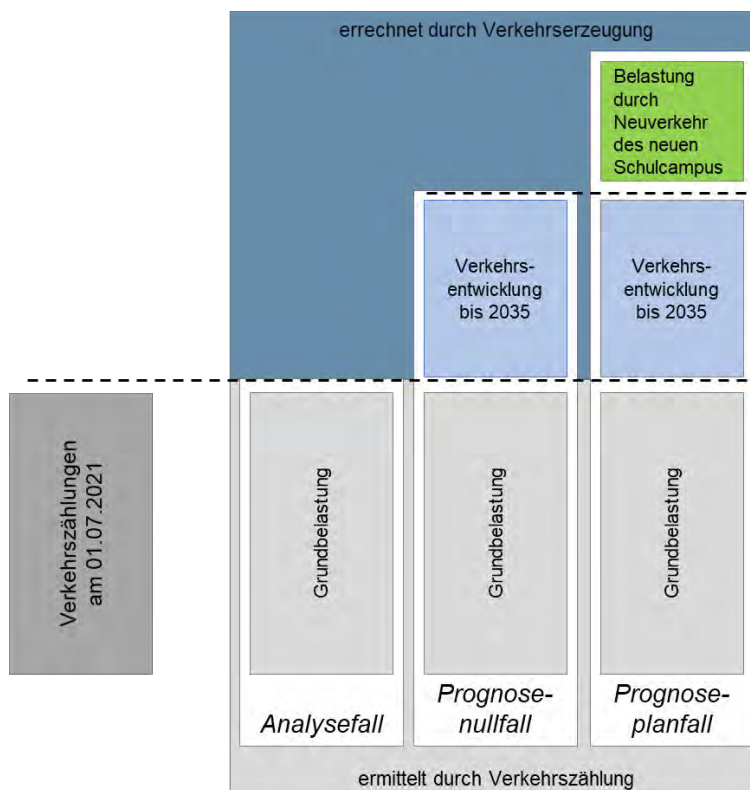 errechnet durch Verkehrserzeugung
Belastung
durch
Neuverkehr
des neuen
Schulcampus
Verkehrs-
entwicklung
bis 2035
Verkehrs-
entwicklung
bis 2035
Verkehrszählungen
am 01.07.2021
Grundbelastung
Grundbelastung
Grundbelastung
Analysefall
Prognose-
nullfall
Prognose-
planfall
ermittelt durch Verkehrszählung